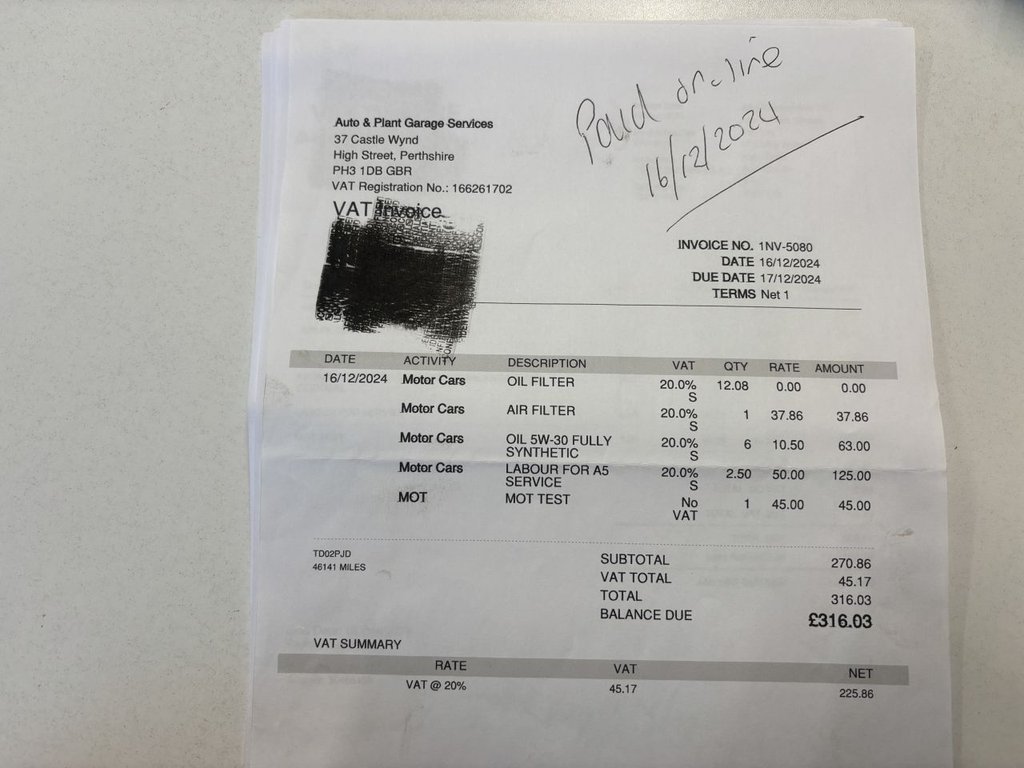 Paid on-line
16/12/2024
Auto & Plant Garage Services
37 Castle Wynd
High Street, Perthshire
PH3 1DB GBR
VAT Registration No.: 166261702
VAT Invoice
INVOICE NO. 1NV-5080
DATE 16/12/2024
DUE DATE 17/12/2024
TERMS Net 1
DATE ACTIVITY DESCRIPTION VAT QTY RATE AMOUNT
16/12/2024 Motor Cars OIL FILTER 20.0% S 12.08 0.00 0.00
Motor Cars AIR FILTER 20.0% S 1 37.86 37.86
Motor Cars OIL 5W-30 FULLY SYNTHETIC 20.0% S 6 10.50 63.00
Motor Cars LABOUR FOR A5 SERVICE 20.0% S 2.50 50.00 125.00
MOT MOT TEST No VAT 1 45.00 45.00
TD02PJD
46141 MILES
SUBTOTAL 270.86
VAT TOTAL 45.17
TOTAL 316.03
BALANCE DUE £316.03
VAT SUMMARY
RATE VAT NET
VAT @ 20% 45.17 225.86